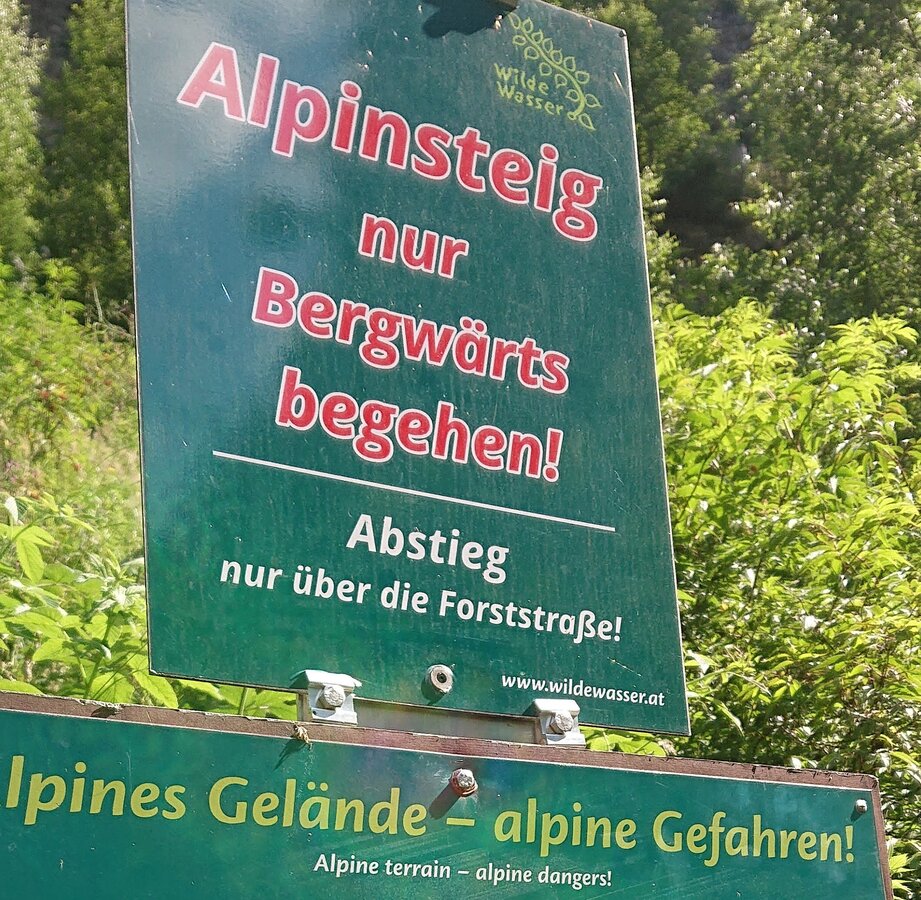 Wilde
Wasser
Alpinsteig
nur
Bergwärts
begehen!
Abstieg
nur über die Forststraße!
www.wildewasser.at
lpines Gelände – alpine Gefahren!
Alpine terrain – alpine dangers!